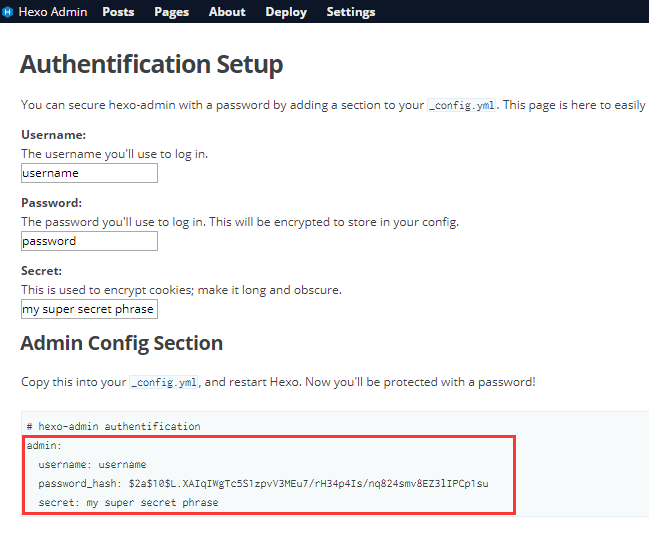 Hexo Admin Posts Pages About Deploy Settings
Authentification Setup
You can secure hexo-admin with a password by adding a section to your _config.yml. This page is here to easily
Username:
The username you'll use to log in.
username
Password:
The password you'll use to log in. This will be encrypted to store in your config.
password
Secret:
This is used to encrypt cookies; make it long and obscure.
my super secret phrase
Admin Config Section
Copy this into your _config.yml, and restart Hexo. Now you'll be protected with a password!
# hexo-admin authentification
admin:
username: username
password_hash: $2a$10$L.XAIqIWgTc5S1zpvV3MEu7/rH34p4Is/nq824smv8EZ3lIPCp1su
secret: my super secret phrase